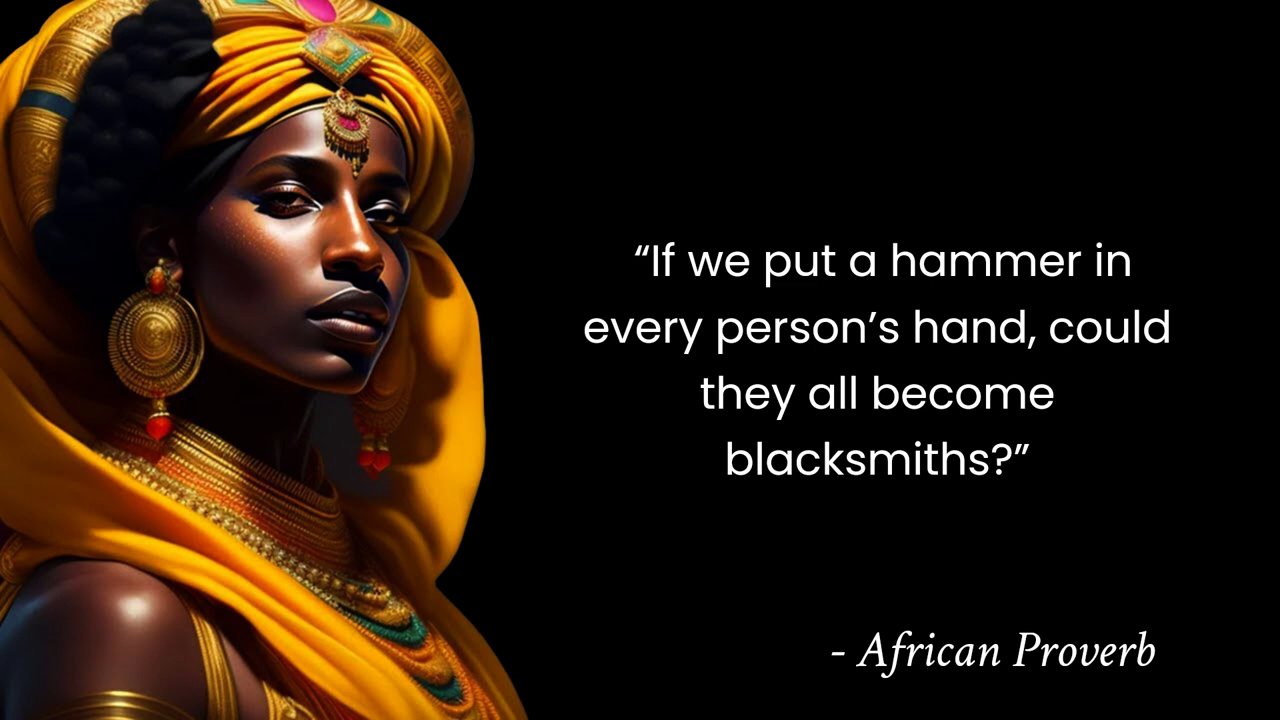 “If we put a hammer in
every person’s hand, could
they all become
blacksmiths?”
- African Proverb